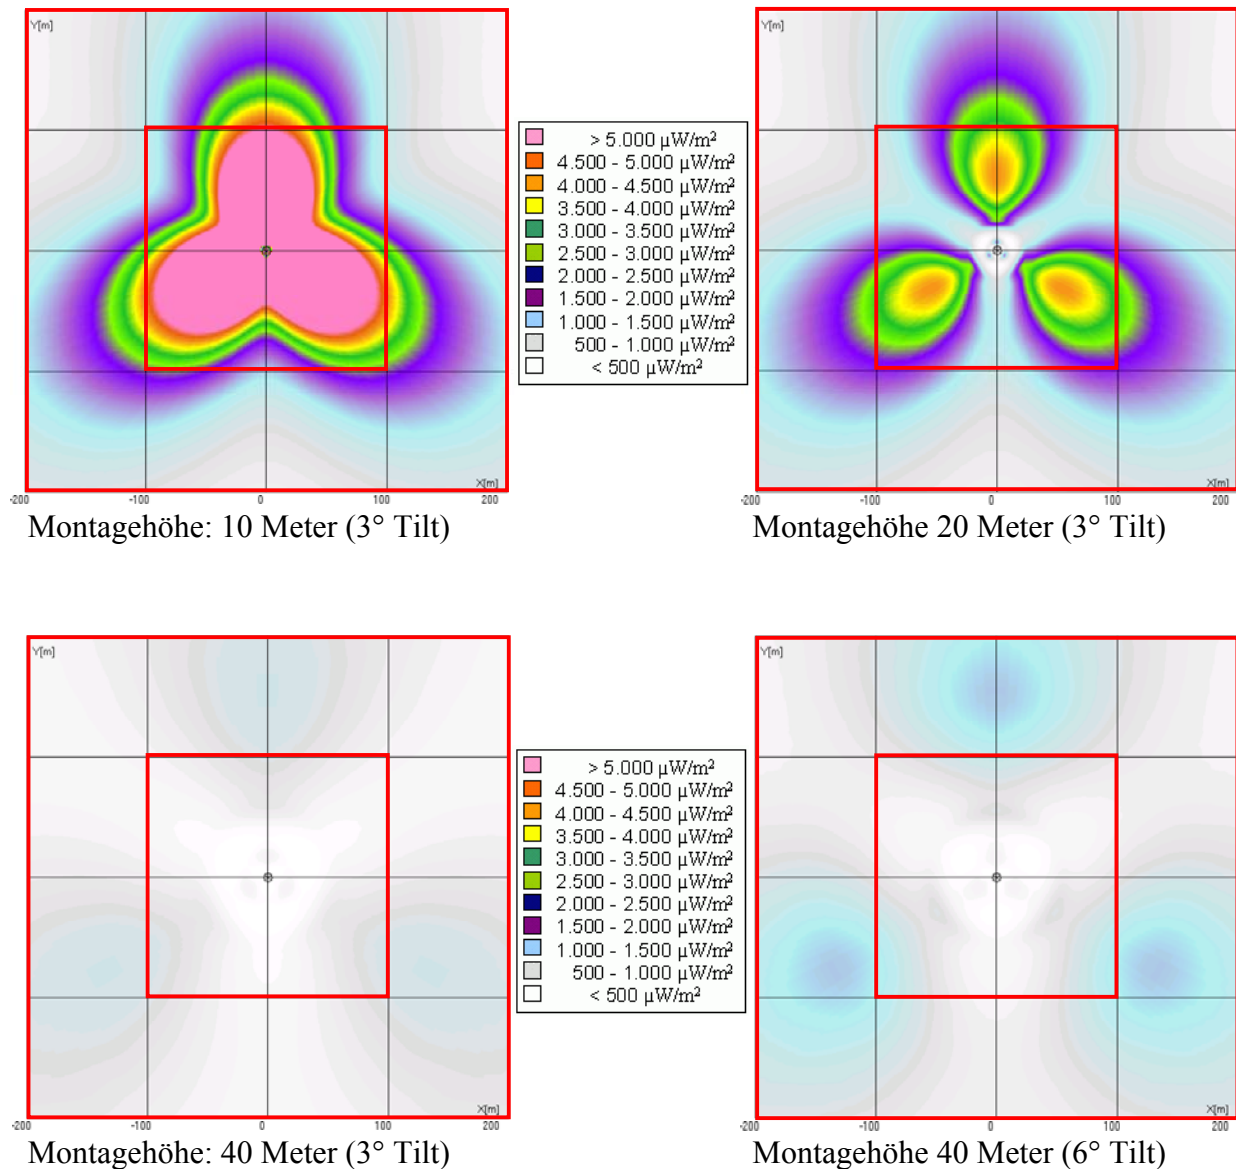 Y[m]
X[m]
-200 -100 0 100 200
Montagehöhe: 10 Meter (3° Tilt)
> 5.000 µW/m²
4.500 - 5.000 µW/m²
4.000 - 4.500 µW/m²
3.500 - 4.000 µW/m²
3.000 - 3.500 µW/m²
2.500 - 3.000 µW/m²
2.000 - 2.500 µW/m²
1.500 - 2.000 µW/m²
1.000 - 1.500 µW/m²
500 - 1.000 µW/m²
< 500 µW/m²
Y[m]
X[m]
-200 -100 0 100 200
Montagehöhe 20 Meter (3° Tilt)
Y[m]
X[m]
-200 -100 0 100 200
Montagehöhe: 40 Meter (3° Tilt)
> 5.000 µW/m²
4.500 - 5.000 µW/m²
4.000 - 4.500 µW/m²
3.500 - 4.000 µW/m²
3.000 - 3.500 µW/m²
2.500 - 3.000 µW/m²
2.000 - 2.500 µW/m²
1.500 - 2.000 µW/m²
1.000 - 1.500 µW/m²
500 - 1.000 µW/m²
< 500 µW/m²
Y[m]
X[m]
-200 -100 0 100 200
Montagehöhe 40 Meter (6° Tilt)